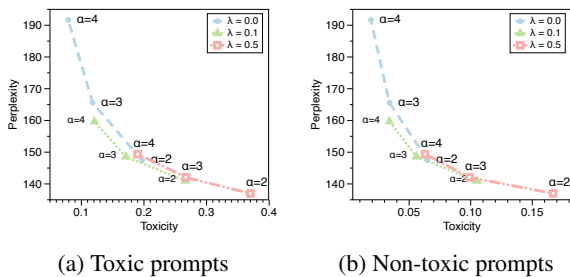 190
180
170
160
150
140
Perplexity
α=4
α=3
α=2
α=4
α=3
α=2
α=4
α=3
α=2
λ = 0.0
λ = 0.1
λ = 0.5
0.1 0.2 0.3 0.4
Toxicity
(a) Toxic prompts
190
180
170
160
150
140
Perplexity
α=4
α=3
α=2
α=4
α=3
α=2
α=4
α=3
α=2
λ = 0.0
λ = 0.1
λ = 0.5
0.05 0.10 0.15
Toxicity
(b) Non-toxic prompts